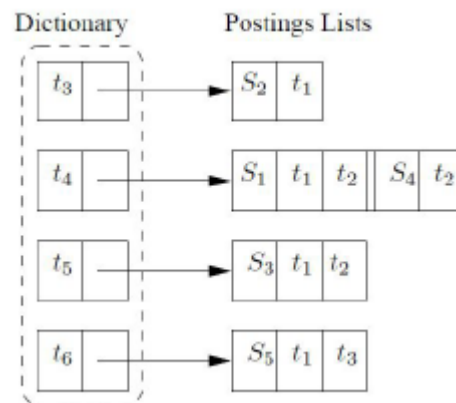 Dictionary Postings Lists
t₃ S₂ t₁
t₄ S₁ t₁ t₂ S₄ t₂
t₅ S₃ t₁ t₂
t₆ S₅ t₁ t₃